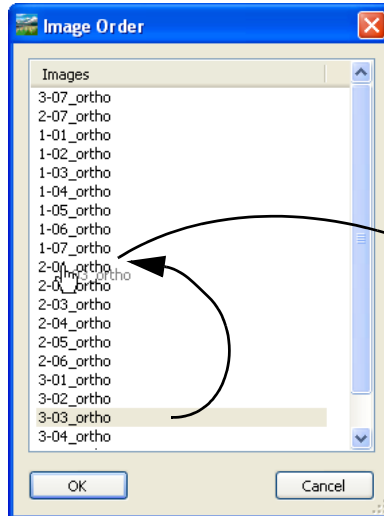 Image Order
Images
3-07_ortho
2-07_ortho
1-01_ortho
1-02_ortho
1-03_ortho
1-04_ortho
1-05_ortho
1-06_ortho
1-07_ortho
2-03_ortho
2-04_ortho
2-05_ortho
2-06_ortho
3-01_ortho
3-02_ortho
3-03_ortho
3-04_ortho
OK
Cancel